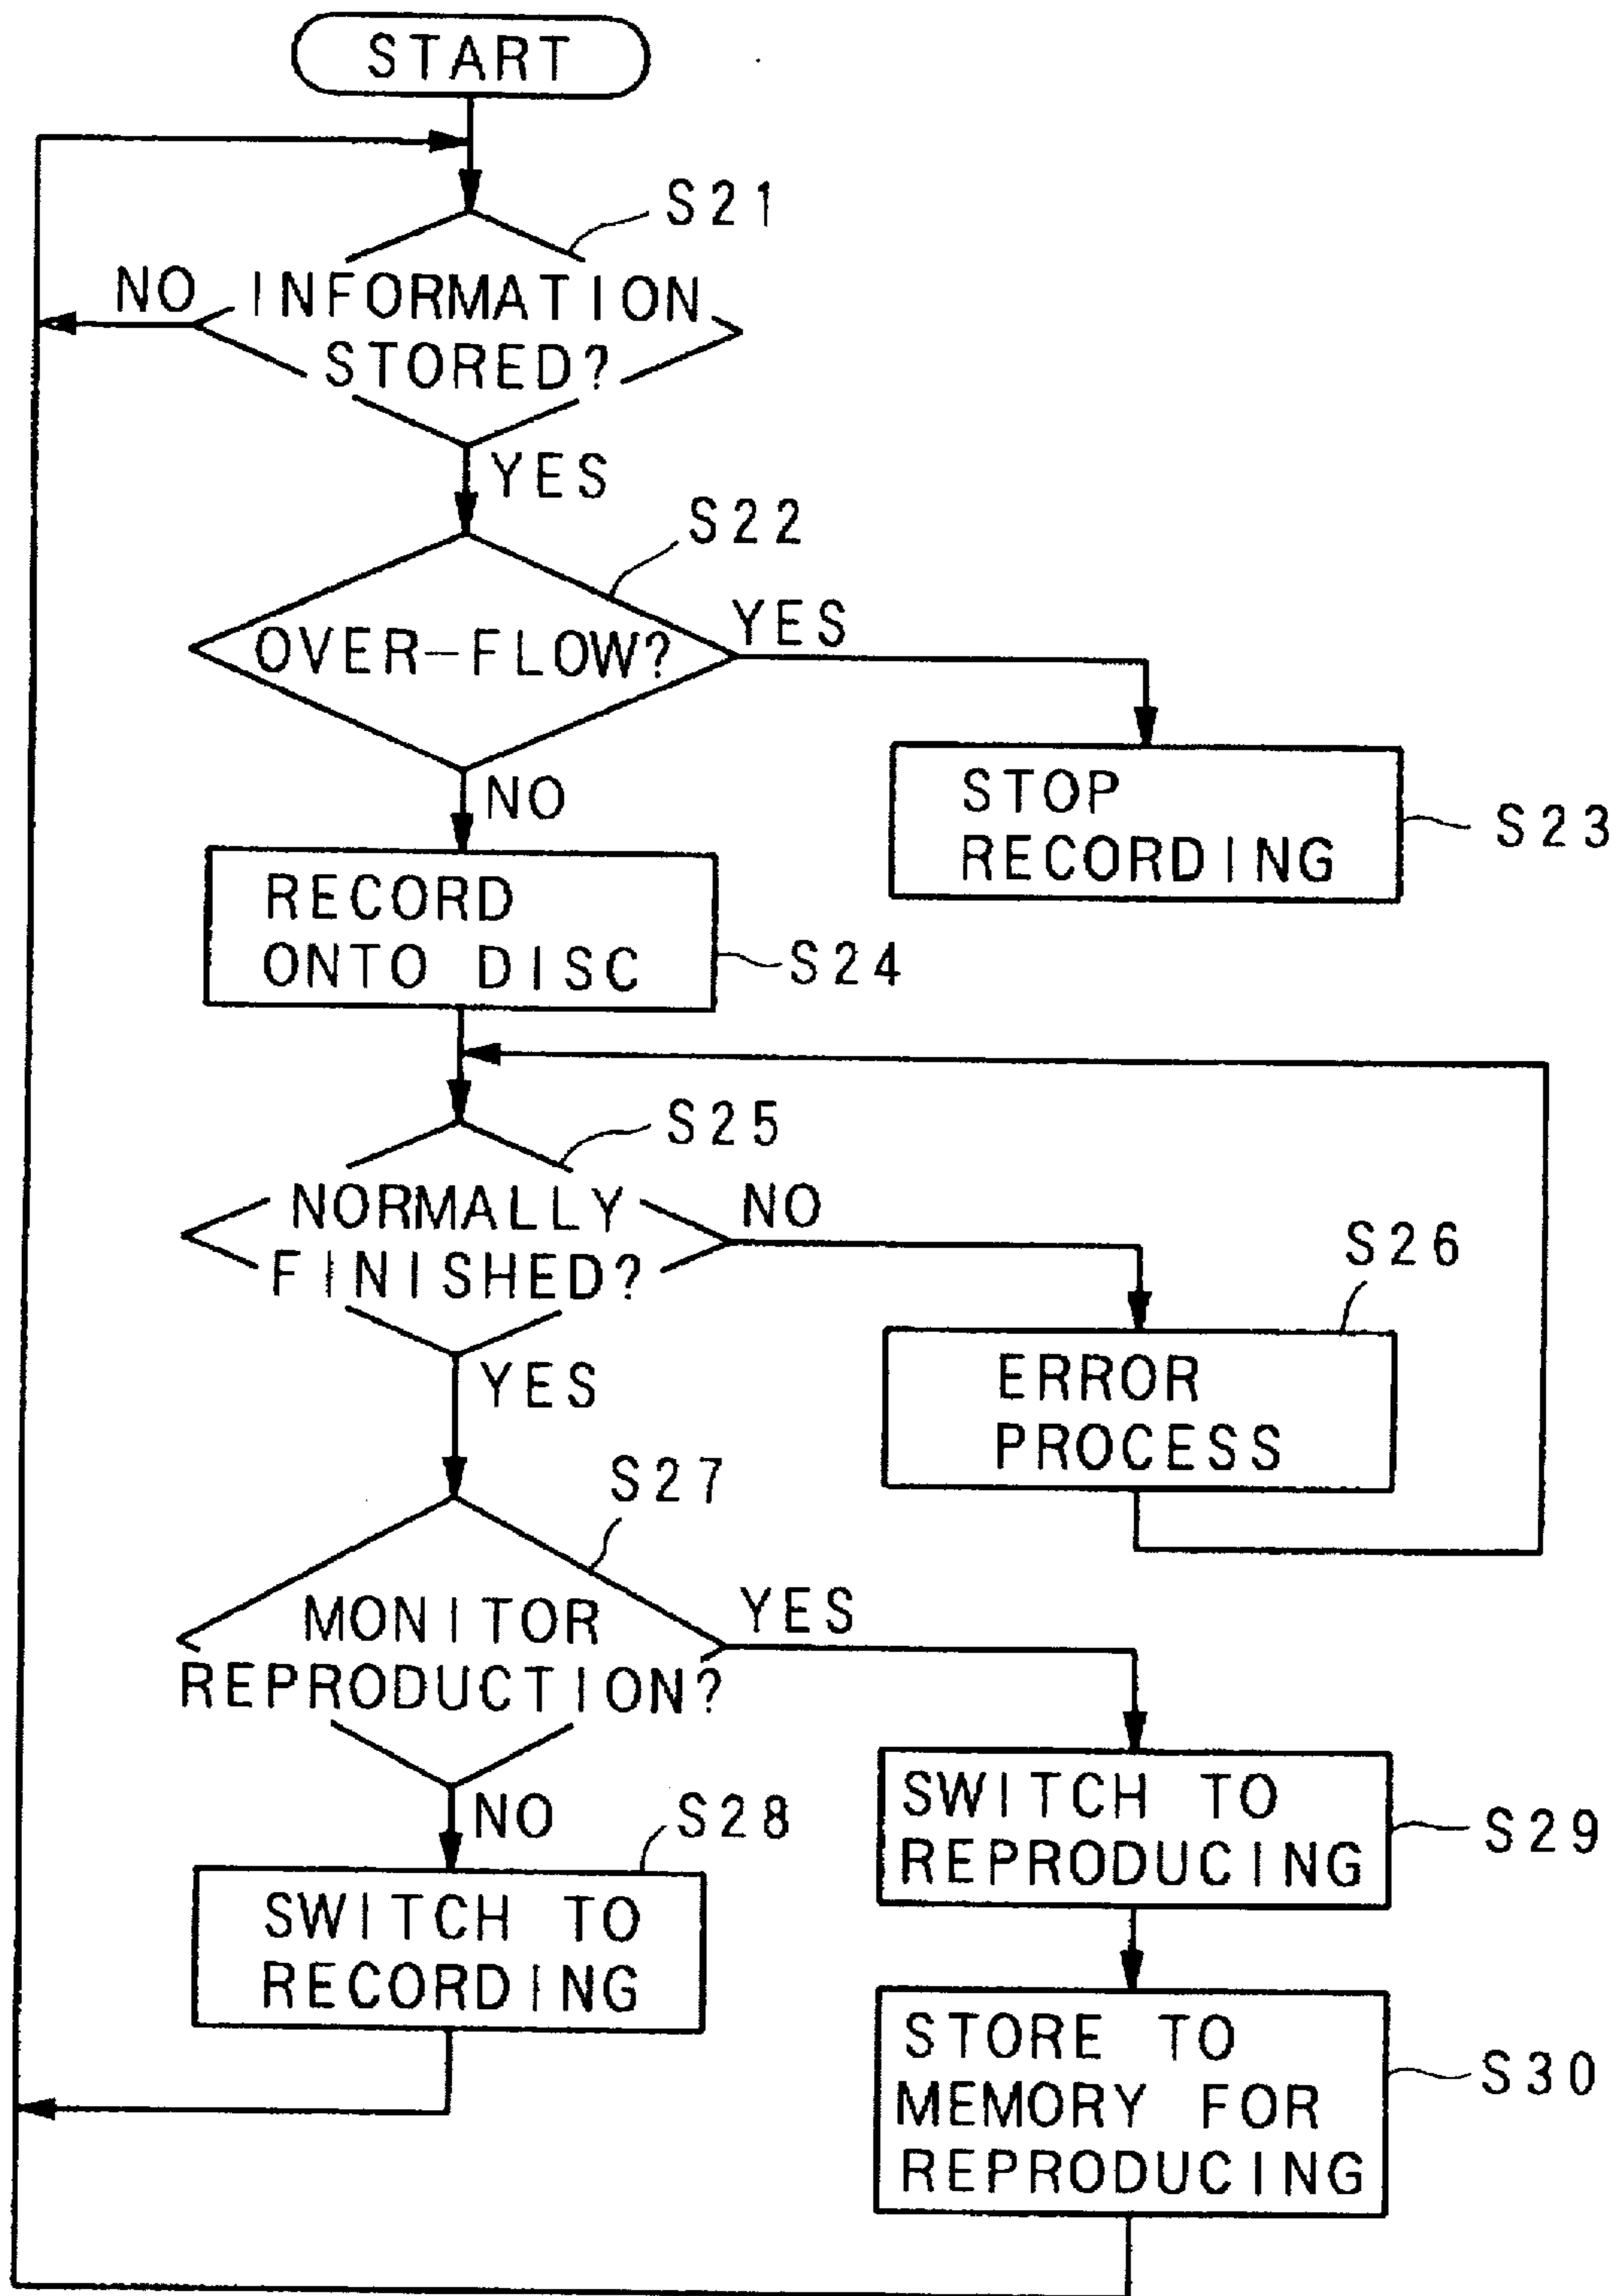 START
S21
NO
INFORMATION
STORED?
YES
S22
OVER-FLOW?
YES
NO
STOP
RECORDING
S23
RECORD
ONTO DISC
S24
S25
NORMALLY
FINISHED?
NO
S26
YES
ERROR
PROCESS
S27
MONITOR
REPRODUCTION?
YES
NO
S28
SWITCH TO
REPRODUCING
S29
SWITCH TO
RECORDING
STORE TO
MEMORY FOR
REPRODUCING
S30